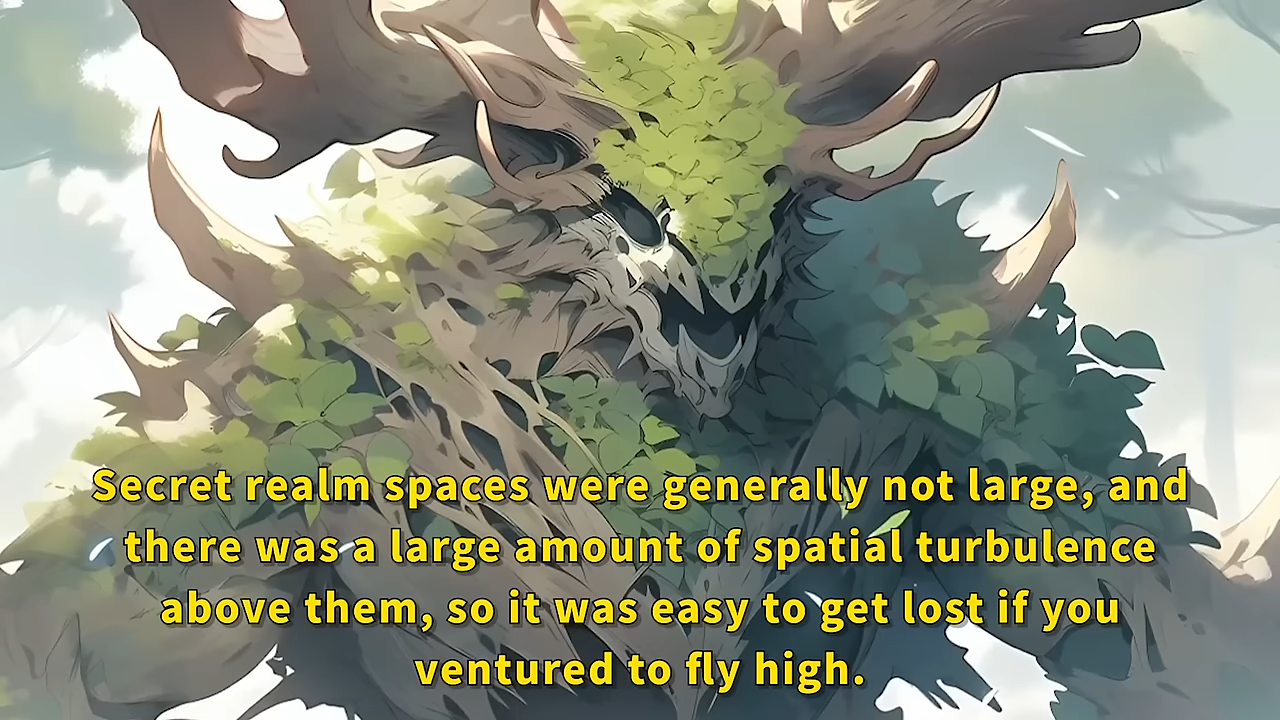 Secret realm spaces were generally not large, and
there was a large amount of spatial turbulence
above them, so it was easy to get lost if you
ventured to fly high.